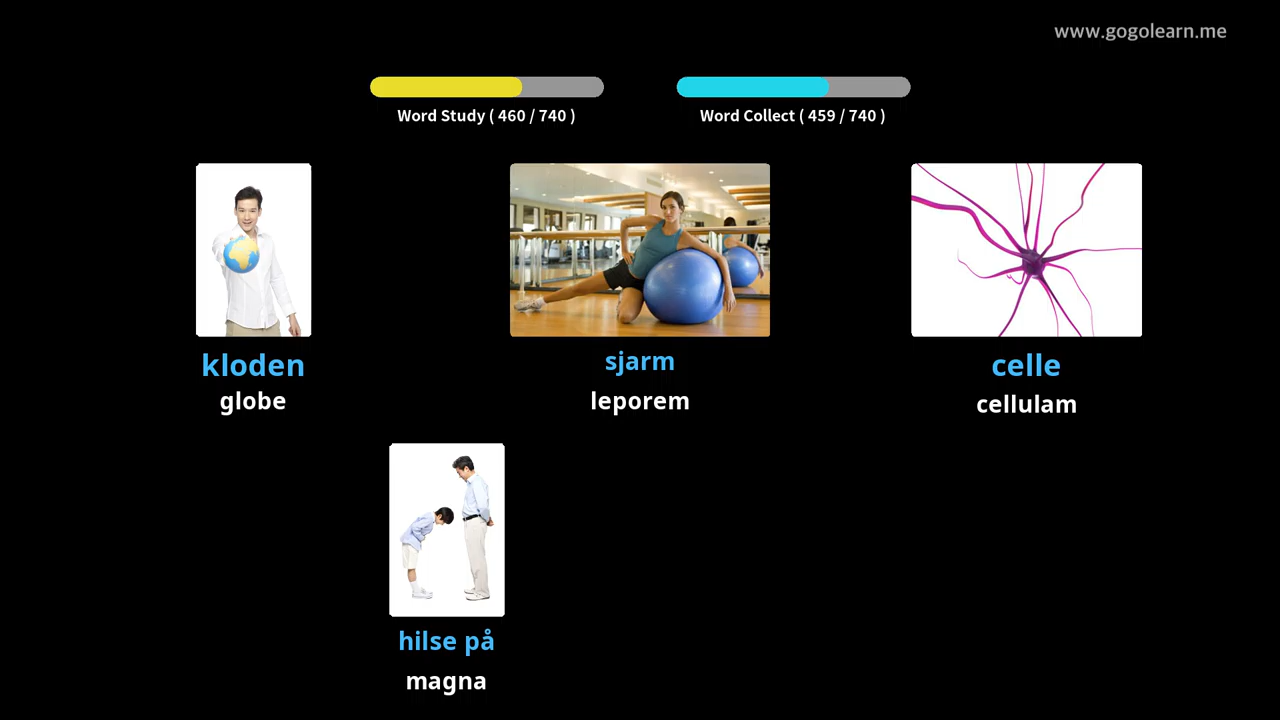 www.gogolearn.me
Word Study ( 460 / 740 )
Word Collect ( 459 / 740 )
kloden
globe
sjarm
leporem
celle
cellulam
hilse på
magna